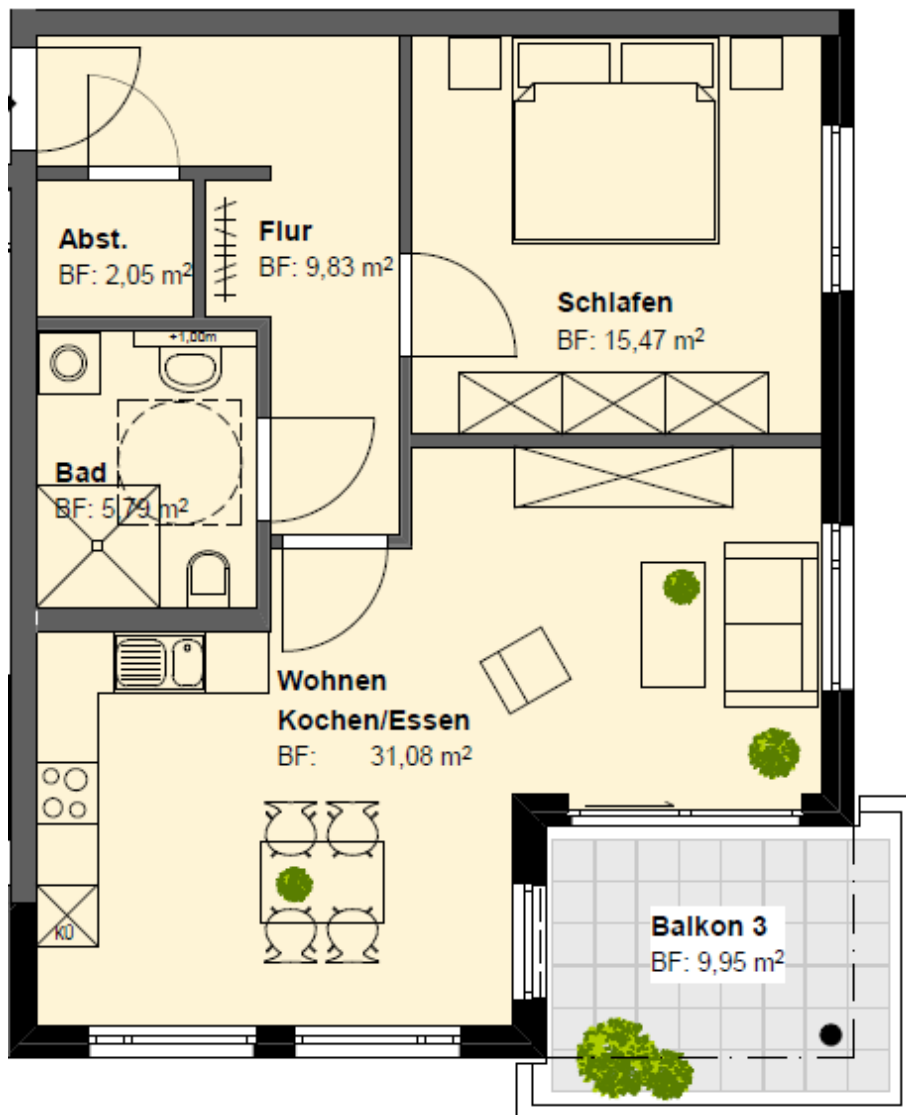 Abst.
BF: 2,05 m²
Flur
BF: 9,83 m²
Schlafen
BF: 15,47 m²
+1,00m
Bad
BF: 5,79 m²
Wohnen
Kochen/Essen
BF: 31,08 m²
KÜ
Balkon 3
BF: 9,95 m²